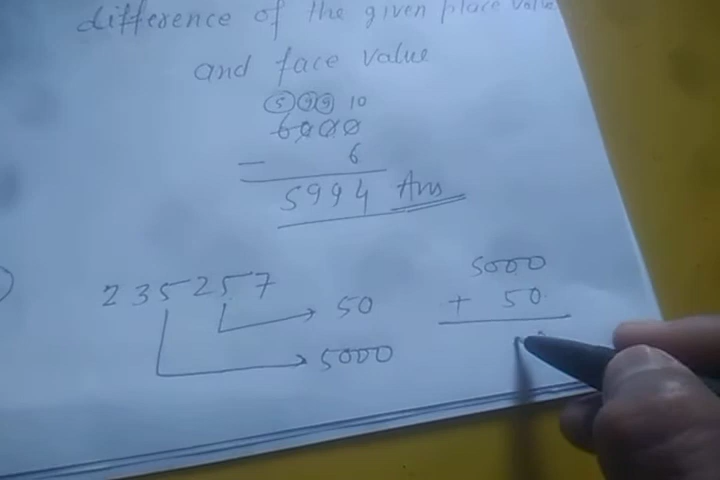 difference of the given place value
and face value
5 9 9 10
6000
- 6
5994 Ans
)
235257
50
5000
5000
+ 50